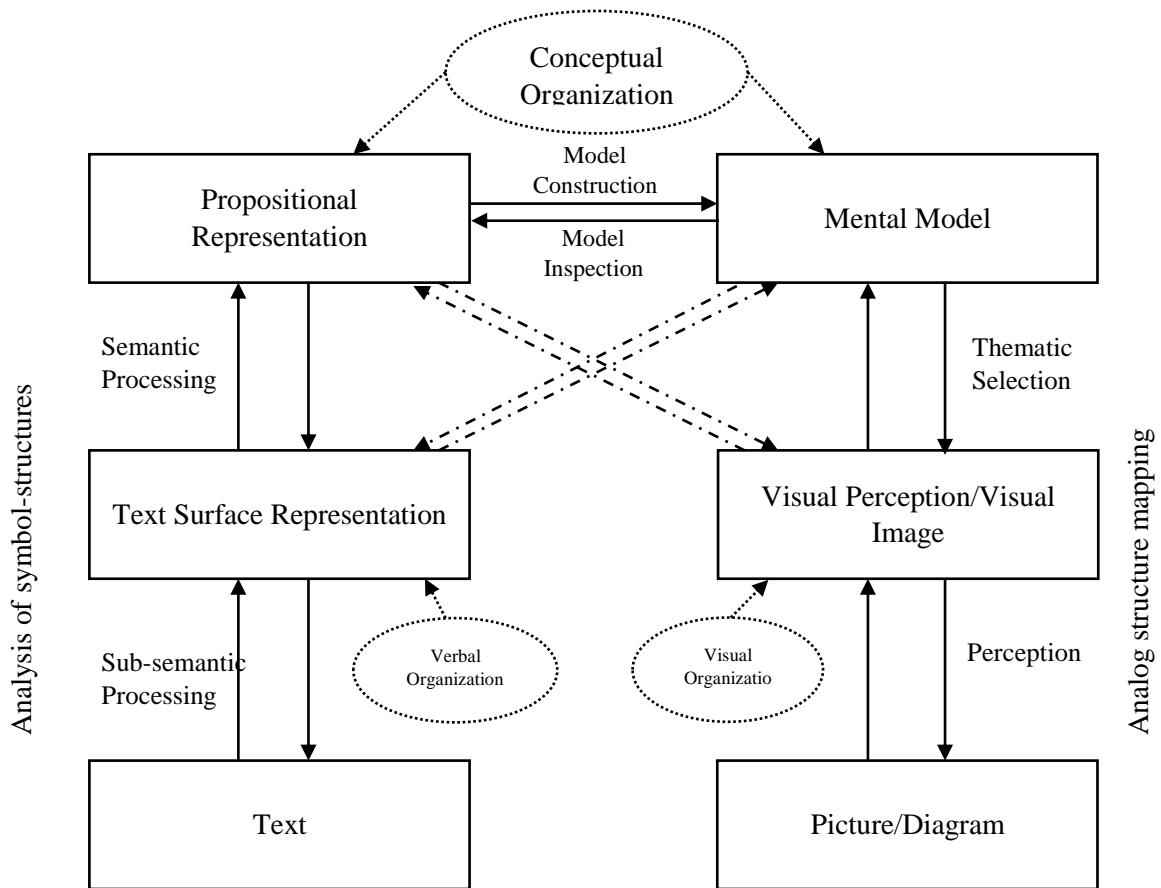 Conceptual
Organization
Model
Construction
Propositional
Representation
Mental Model
Model
Inspection
Semantic
Processing
Thematic
Selection
Analysis of symbol-structures
Analog structure mapping
Text Surface Representation
Visual Perception/Visual
Image
Sub-semantic
Processing
Verbal
Organization
Visual
Organizatio
Perception
Text
Picture/Diagram